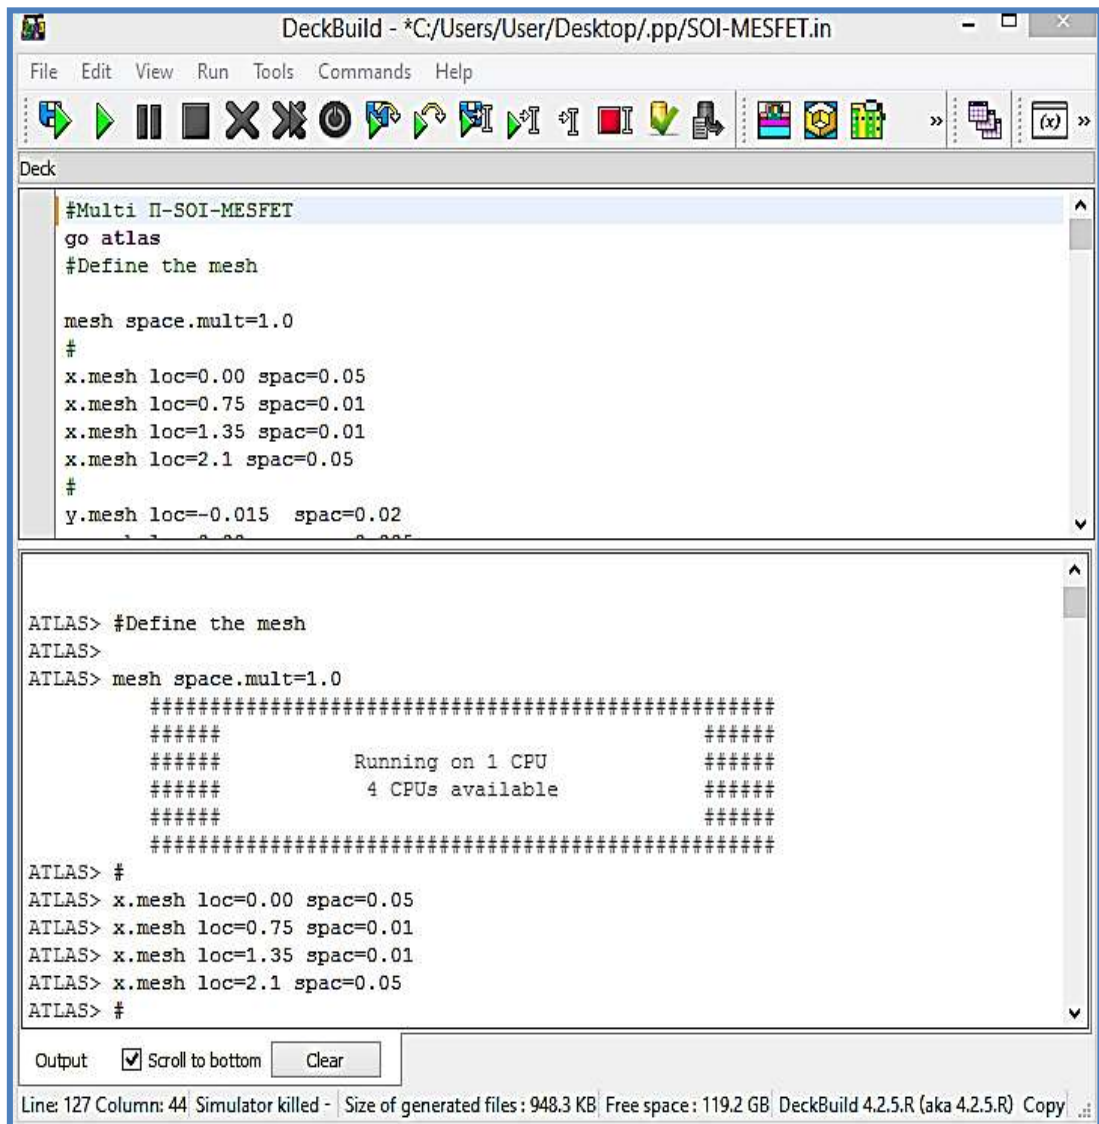 DeckBuild - *C:/Users/User/Desktop/.pp/SOI-MESFET.in
File Edit View Run Tools Commands Help
» (x) »
Deck
#Multi Π-SOI-MESFET
go atlas
#Define the mesh
mesh space.mult=1.0
#
x.mesh loc=0.00 spac=0.05
x.mesh loc=0.75 spac=0.01
x.mesh loc=1.35 spac=0.01
x.mesh loc=2.1 spac=0.05
#
y.mesh loc=-0.015 spac=0.02
ATLAS> #Define the mesh
ATLAS>
ATLAS> mesh space.mult=1.0
####################################################
###### ######
###### Running on 1 CPU ######
###### 4 CPUs available ######
###### ######
####################################################
ATLAS> #
ATLAS> x.mesh loc=0.00 spac=0.05
ATLAS> x.mesh loc=0.75 spac=0.01
ATLAS> x.mesh loc=1.35 spac=0.01
ATLAS> x.mesh loc=2.1 spac=0.05
ATLAS> #
Output Scroll to bottom Clear
Line: 127 Column: 44 Simulator killed - Size of generated files : 948.3 KB Free space : 119.2 GB DeckBuild 4.2.5.R (aka 4.2.5.R) Copy